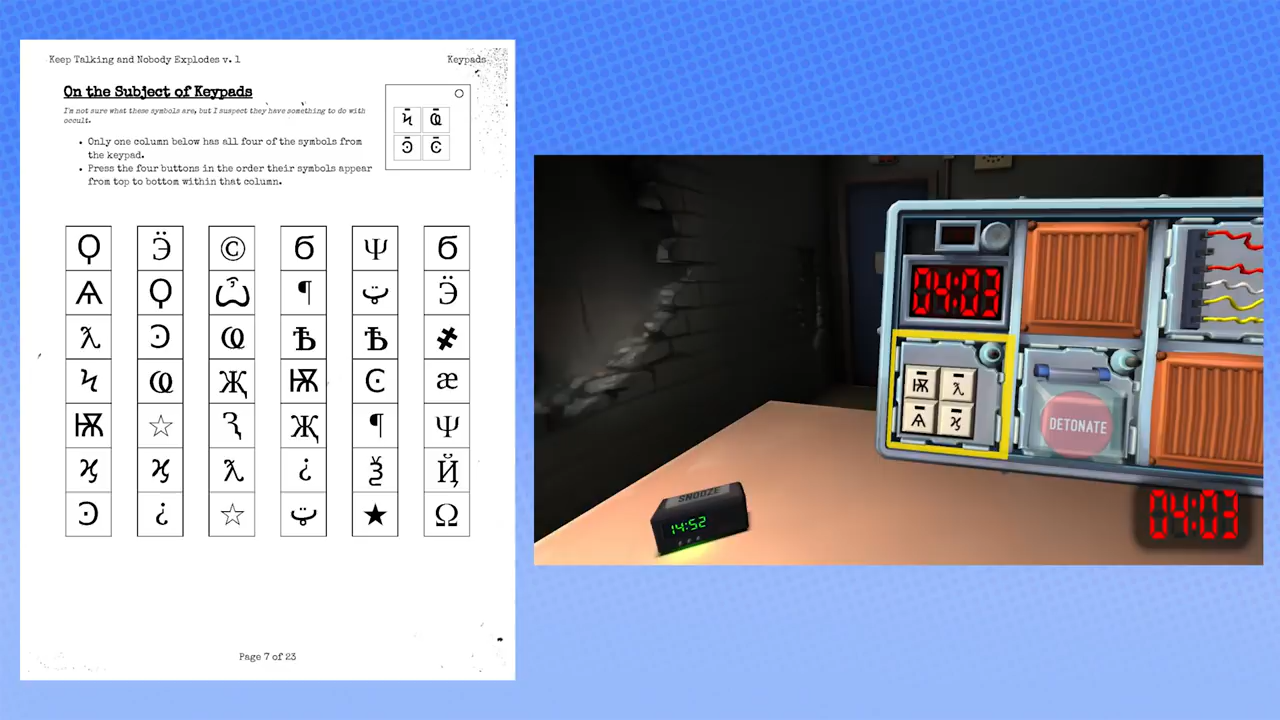 Keep Talking and Nobody Explodes v. 1
Keypads
On the Subject of Keypads
I'm not sure what these symbols are, but I suspect they have something to do with
occult.
• Only one column below has all four of the symbols from
the keypad.
• Press the four buttons in the order their symbols appear
from top to bottom within that column.
Ϟ Ҩ
Ͽ Ͼ
Ϙ Ӭ © Ϭ Ψ Ϭ
Ѧ Ϙ Ѽ ¶ ټ Ӭ
ƛ Ͽ Ҩ Ѣ Ѣ ҂
Ϟ Ҩ Җ Ѭ Ͼ æ
Ѭ ☆ Ԇ Җ ¶ Ψ
ϗ ϗ ƛ ¿ Ѯ Ҋ
Ͽ ¿ ☆ ټ ★ Ω
Page 7 of 23
04:03
Ѭ ƛ
Ѧ ϗ
DETONATE
SNOOZE
14:52
04:03